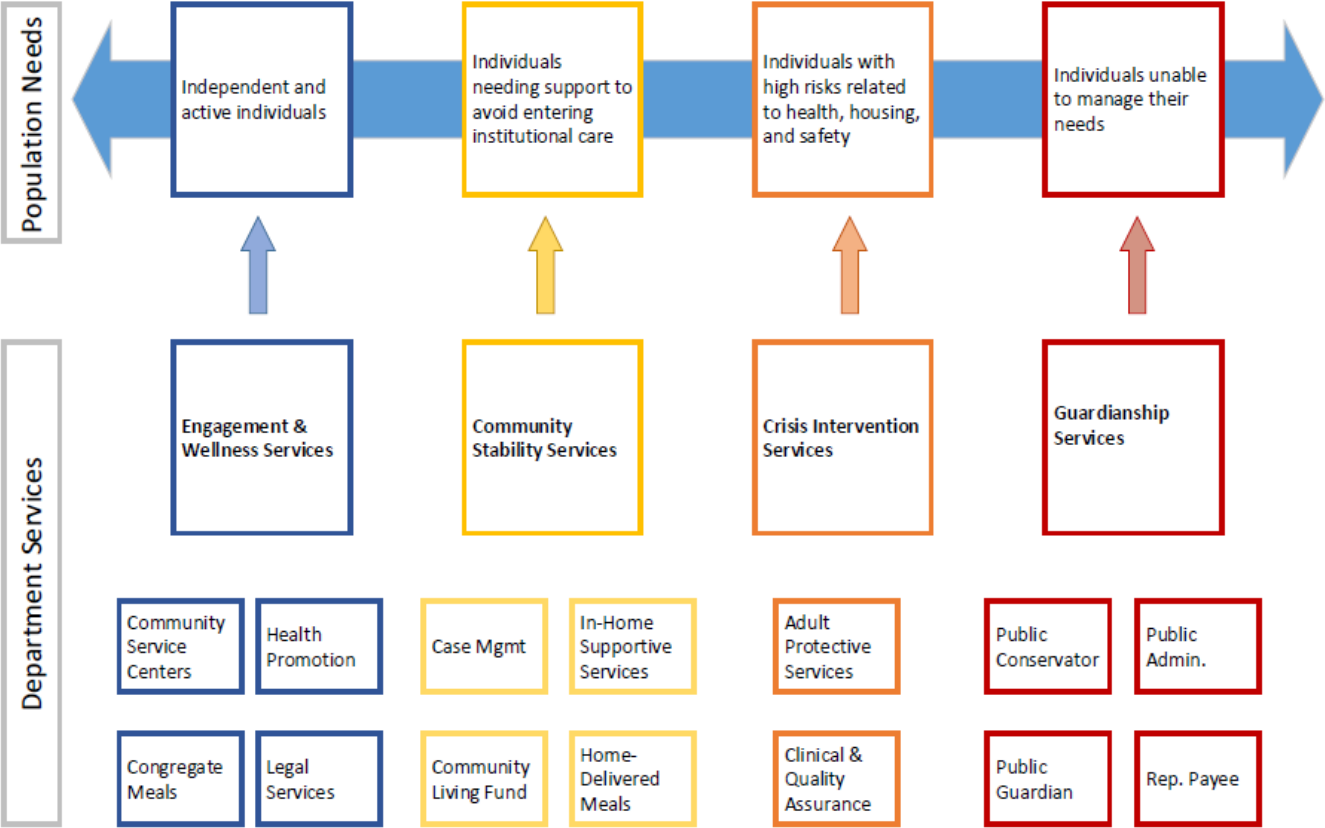 Population Needs
Independent and
active individuals
Individuals
needing support to
avoid entering
institutional care
Individuals with
high risks related
to health, housing,
and safety
Individuals unable
to manage their
needs
Department Services
Engagement &
Wellness Services
Community
Stability Services
Crisis Intervention
Services
Guardianship
Services
Community
Service
Centers
Health
Promotion
Case Mgmt
In-Home
Supportive
Services
Adult
Protective
Services
Public
Conservator
Public
Admin.
Congregate
Meals
Legal
Services
Community
Living Fund
Home-
Delivered
Meals
Clinical &
Quality
Assurance
Public
Guardian
Rep. Payee